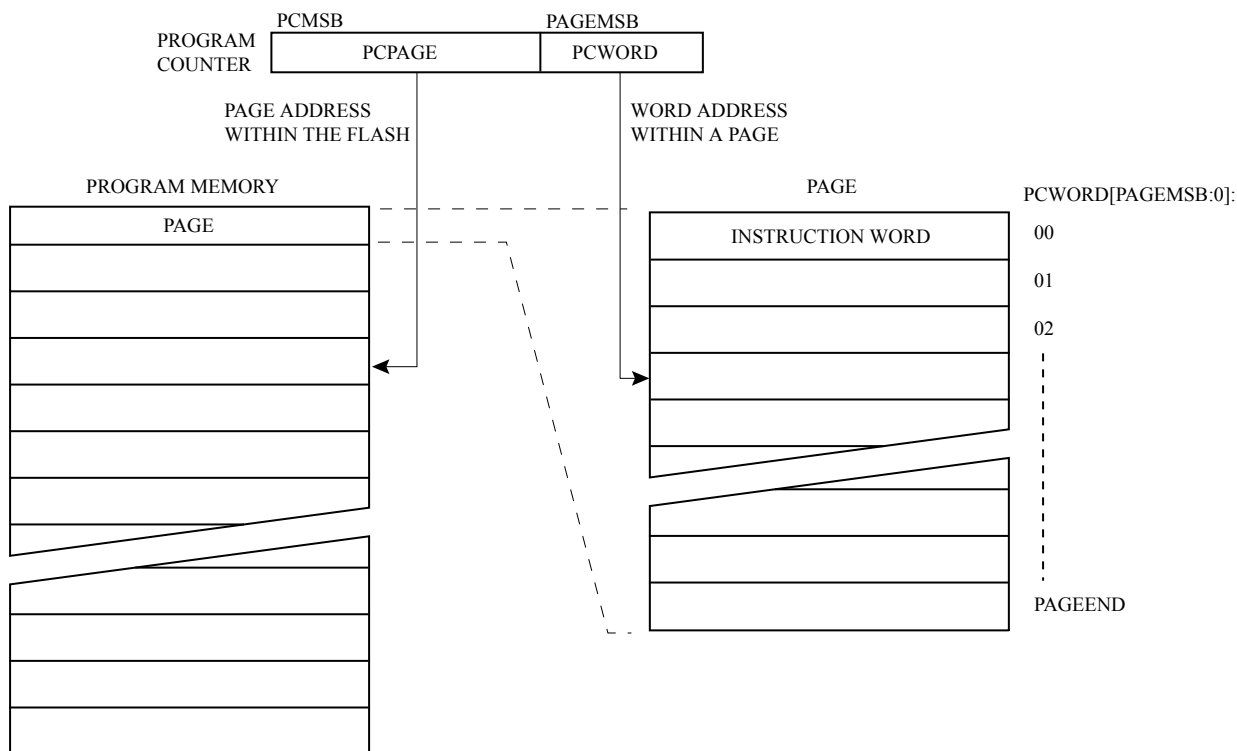 PCMSB
PAGEMSB
PROGRAM
COUNTER
PCPAGE
PCWORD
PAGE ADDRESS
WITHIN THE FLASH
WORD ADDRESS
WITHIN A PAGE
PROGRAM MEMORY
PAGE
PAGE
PCWORD[PAGEMSB:0]:
INSTRUCTION WORD
00
01
02
PAGEEND